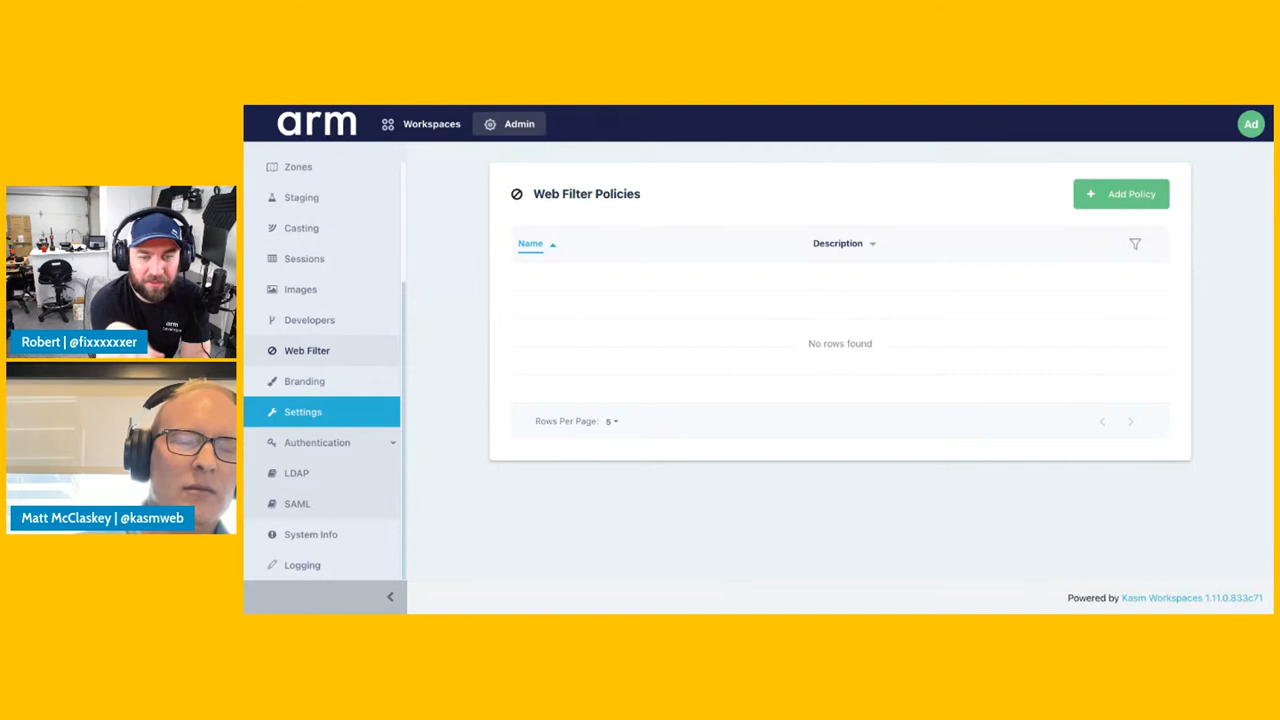 arm
Workspaces
Admin
Ad
Zones
Staging
Casting
Sessions
Images
Developers
Web Filter
Branding
Settings
Authentication
LDAP
SAML
System Info
Logging
Web Filter Policies
+ Add Policy
Name
Description
No rows found
Rows Per Page: 5
Powered by Kasm Workspaces 1.11.0.833c71
arm
Robert | @fixxxxxxer
Matt McClaskey | @kasmweb